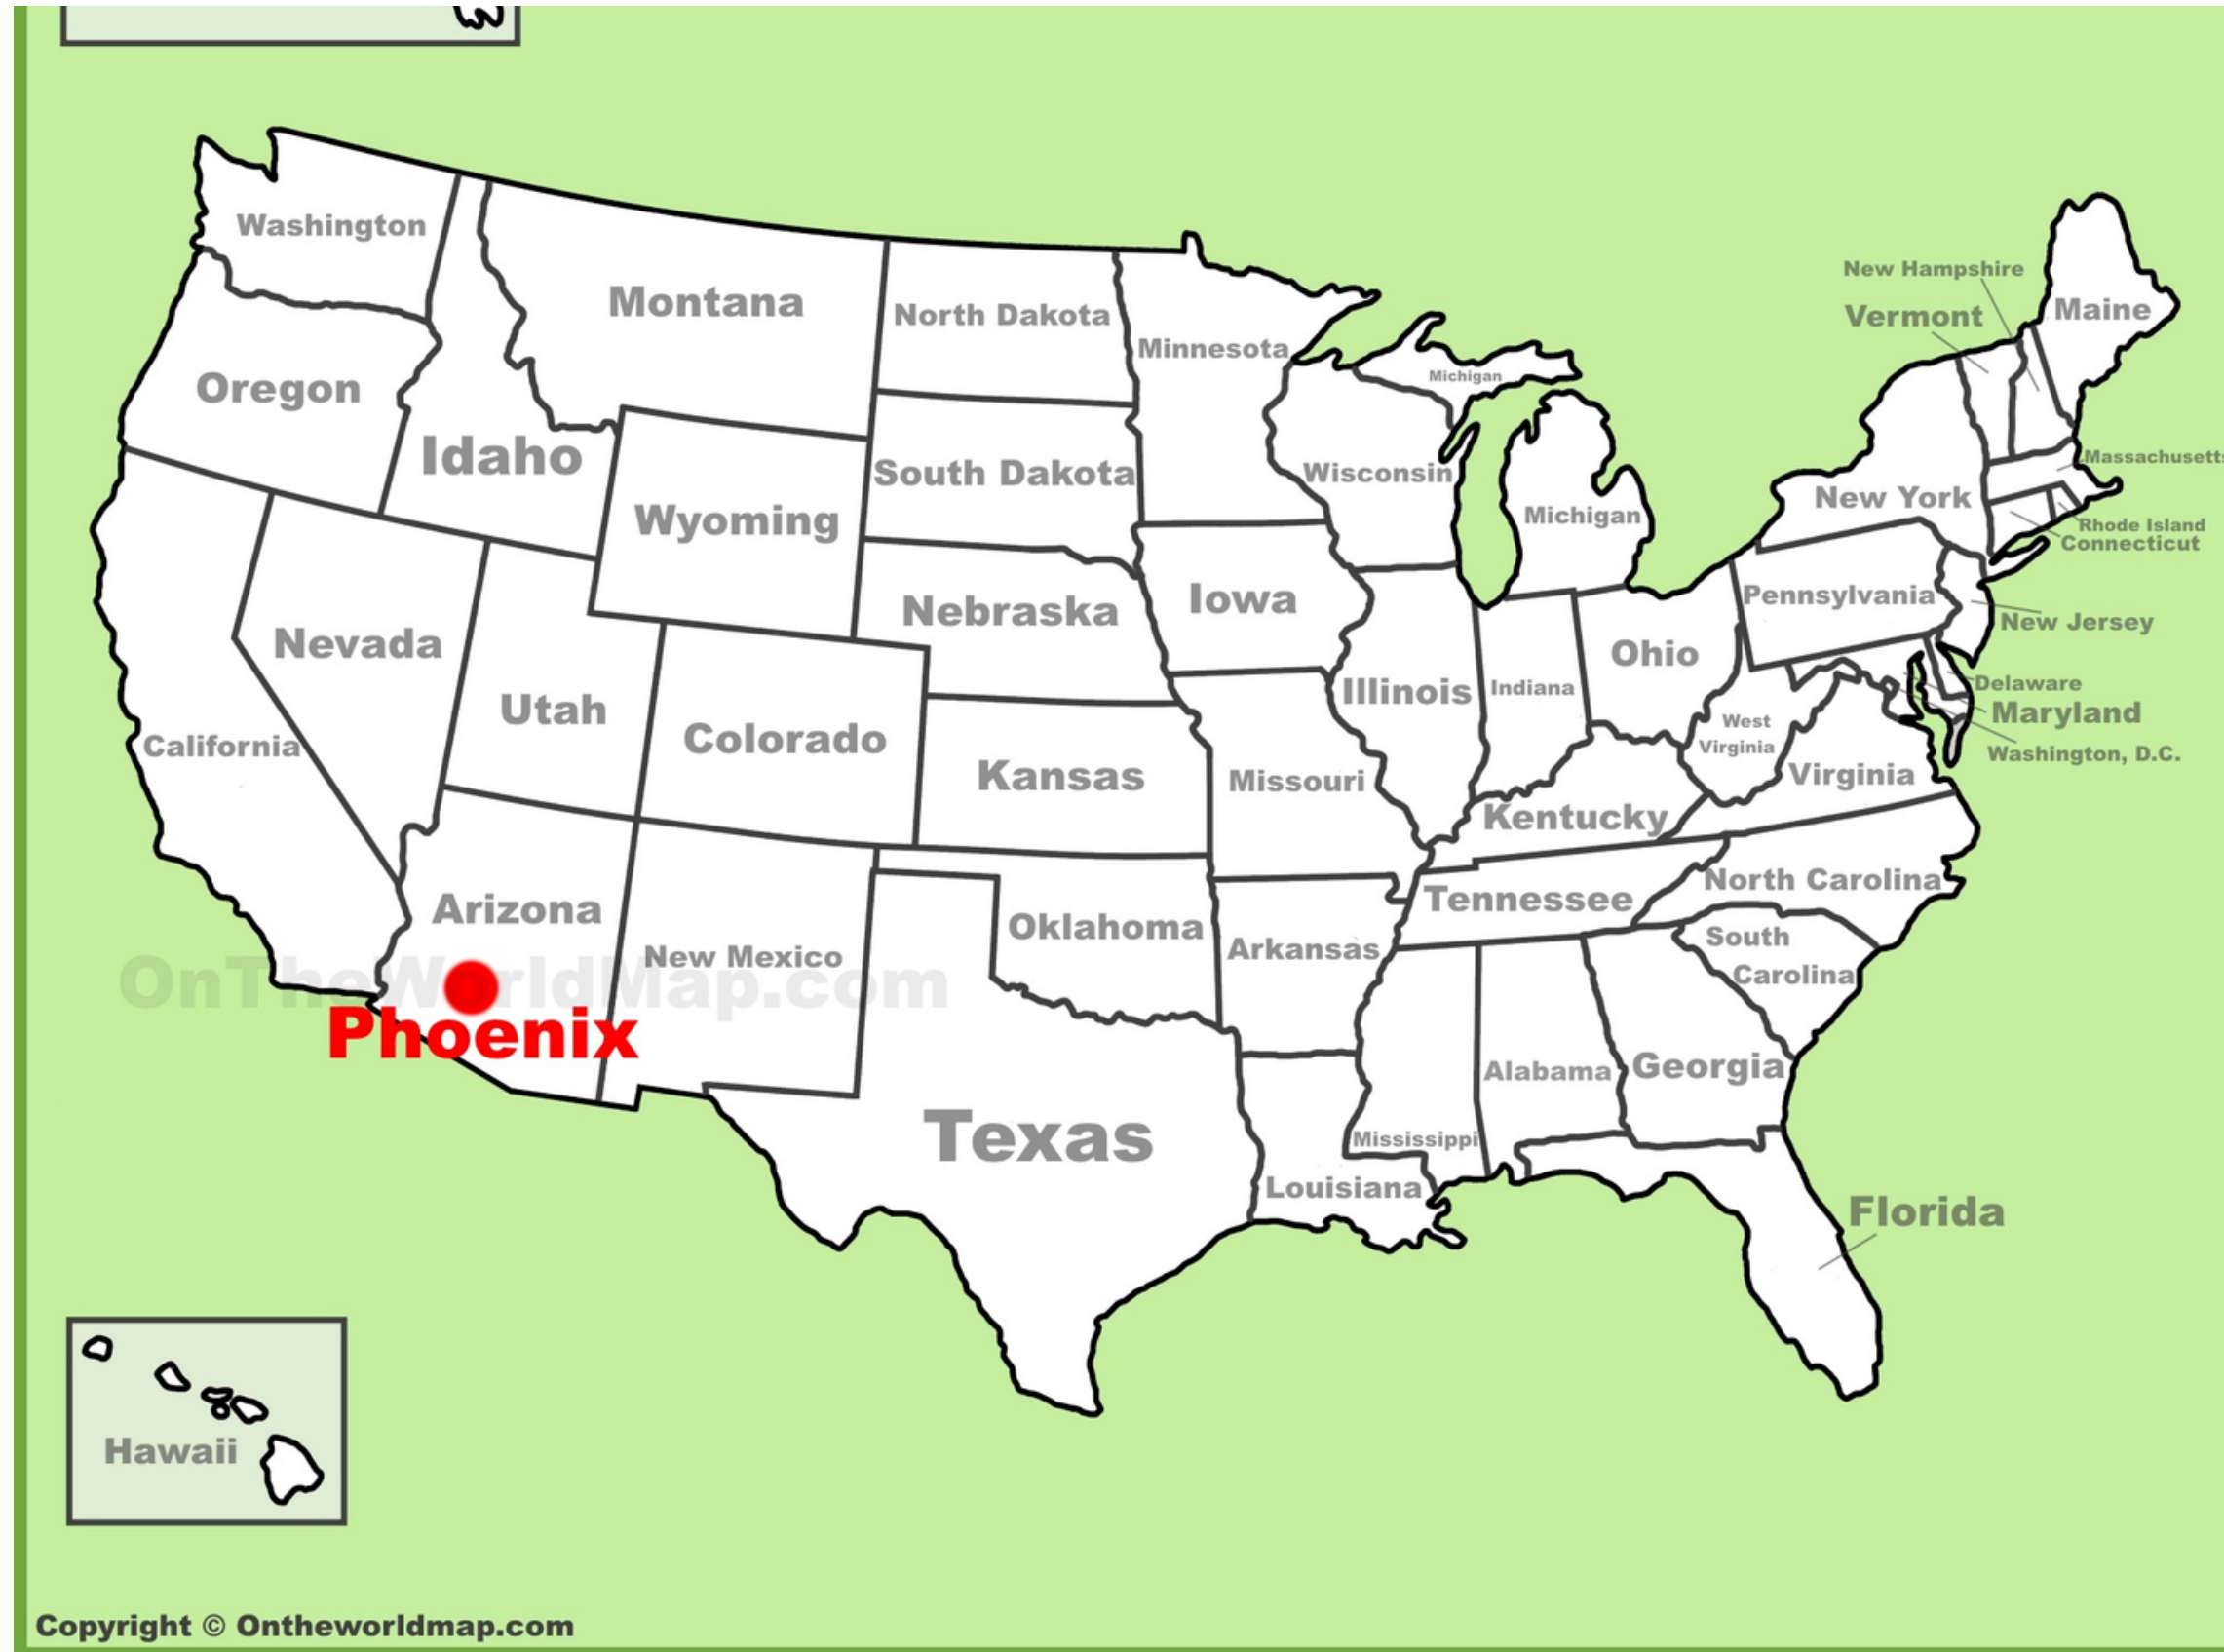 Washington
Montana
North Dakota
Minnesota
Michigan
New Hampshire
Vermont
Maine
Oregon
Idaho
Wyoming
South Dakota
Wisconsin
Michigan
New York
Massachusetts
Rhode Island
Connecticut
Nevada
Utah
Colorado
Nebraska
Iowa
Illinois
Indiana
Ohio
Pennsylvania
New Jersey
Delaware
Maryland
Washington, D.C.
West
Virginia
Virginia
California
Kansas
Missouri
Kentucky
Arizona
New Mexico
Oklahoma
Arkansas
Tennessee
North Carolina
South
Carolina
OnTheWorldMap.com
Phoenix
Texas
Louisiana
Mississippi
Alabama
Georgia
Florida
Hawaii
Copyright © Ontheworldmap.com